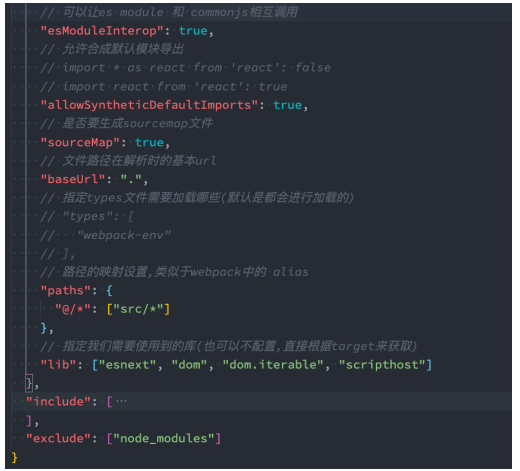 // 可以让es module 和 commonjs相互调用
"esModuleInterop": true,
// 允许合成默认模块导出
// import * as react from 'react': false
// import react from 'react': true
"allowSyntheticDefaultImports": true,
// 是否要生成sourcemap文件
"sourceMap": true,
// 文件路径在解析时的基本url
"baseUrl": ".",
// 指定types文件需要加载哪些(默认是都会进行加载的)
// "types": [
//   "webpack-env"
// ],
// 路径的映射设置,类似于webpack中的 alias
"paths": {
"@/*": ["src/*"]
},
// 指定我们需要使用到的库(也可以不配置,直接根据target来获取)
"lib": ["esnext", "dom", "dom.iterable", "scripthost"]
},
"include": [ ⋯
],
"exclude": ["node_modules"]
}